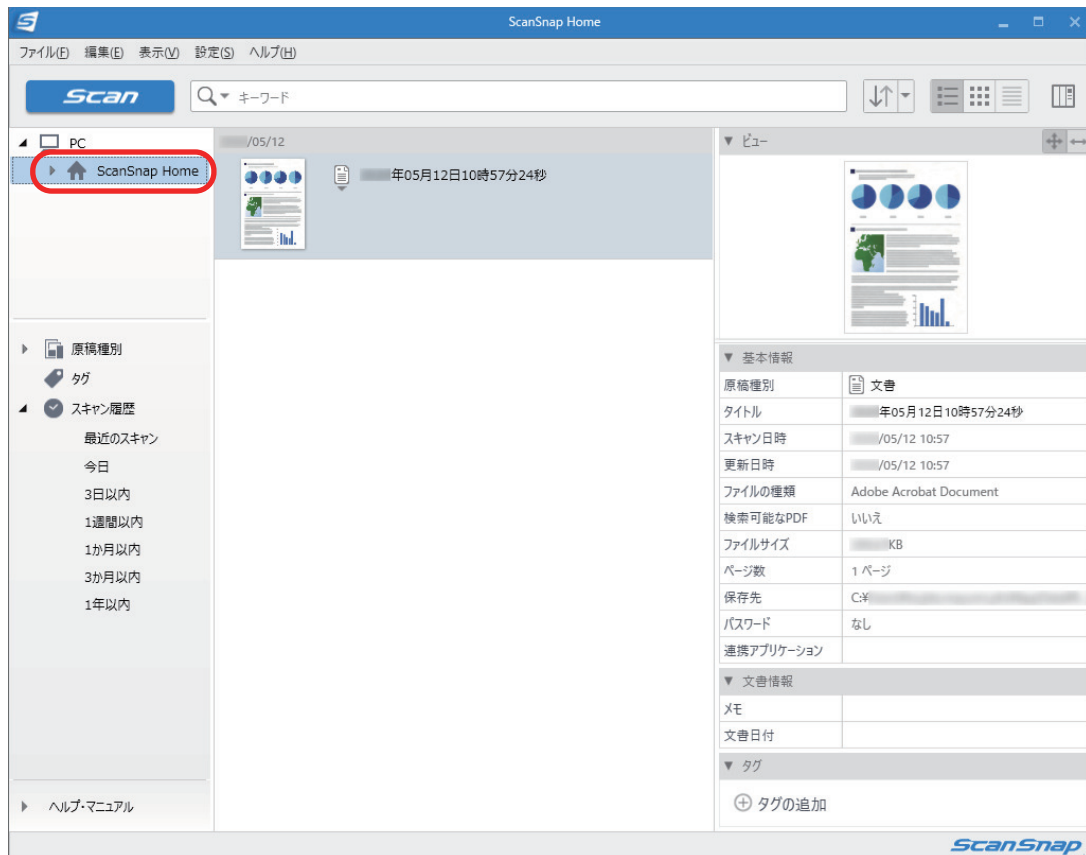 ScanSnap Home
ファイル(F) 編集(E) 表示(V) 設定(S) ヘルプ(H)
Scan
キーワード
PC
ScanSnap Home
原稿種別
タグ
スキャン履歴
最近のスキャン
今日
3日以内
1週間以内
1か月以内
3か月以内
1年以内
ヘルプ・マニュアル
/05/12
年05月12日10時57分24秒
ビュー
基本情報
原稿種別 文書
タイトル 年05月12日10時57分24秒
スキャン日時 /05/12 10:57
更新日時 /05/12 10:57
ファイルの種類 Adobe Acrobat Document
検索可能なPDF いいえ
ファイルサイズ KB
ページ数 1 ページ
保存先 C:¥
パスワード なし
連携アプリケーション
文書情報
メモ
文書日付
タグ
タグの追加
ScanSnap